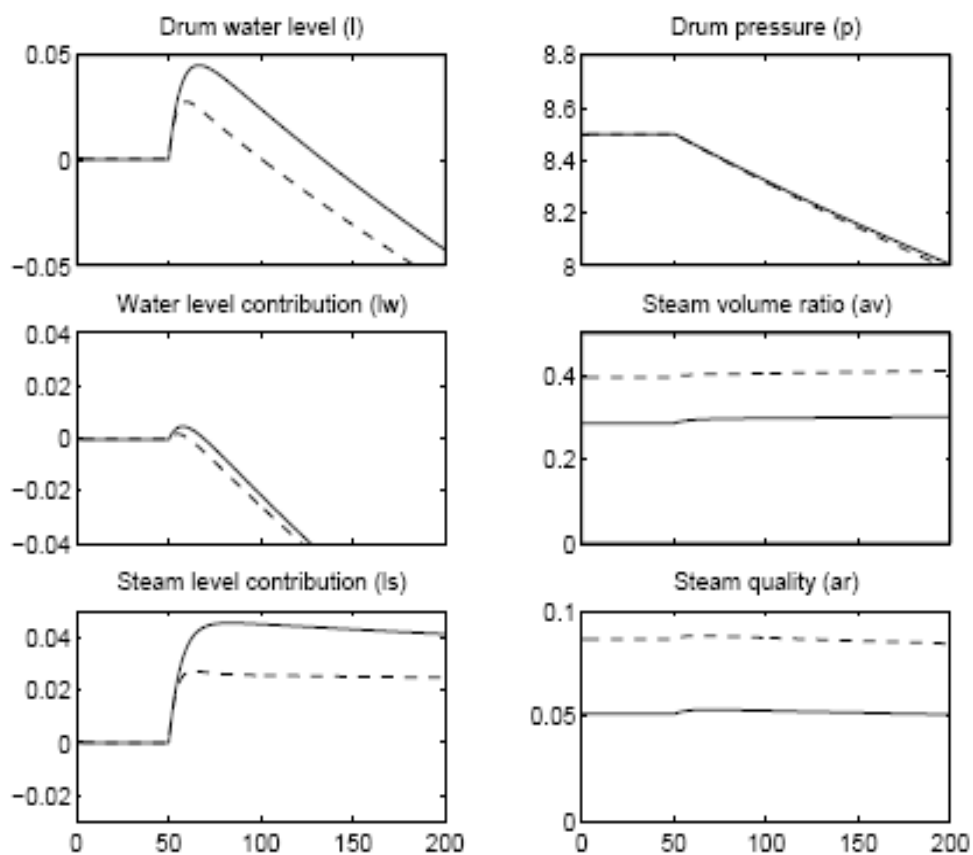 Drum water level (l)
0.05
0
−0.05
Drum pressure (p)
8.8
8.6
8.4
8.2
8
Water level contribution (lw)
0.04
0.02
0
−0.02
−0.04
Steam volume ratio (av)
0.4
0.2
0
Steam level contribution (ls)
0.04
0.02
0
−0.02
0 50 100 150 200
Steam quality (ar)
0.1
0.05
0
0 50 100 150 200